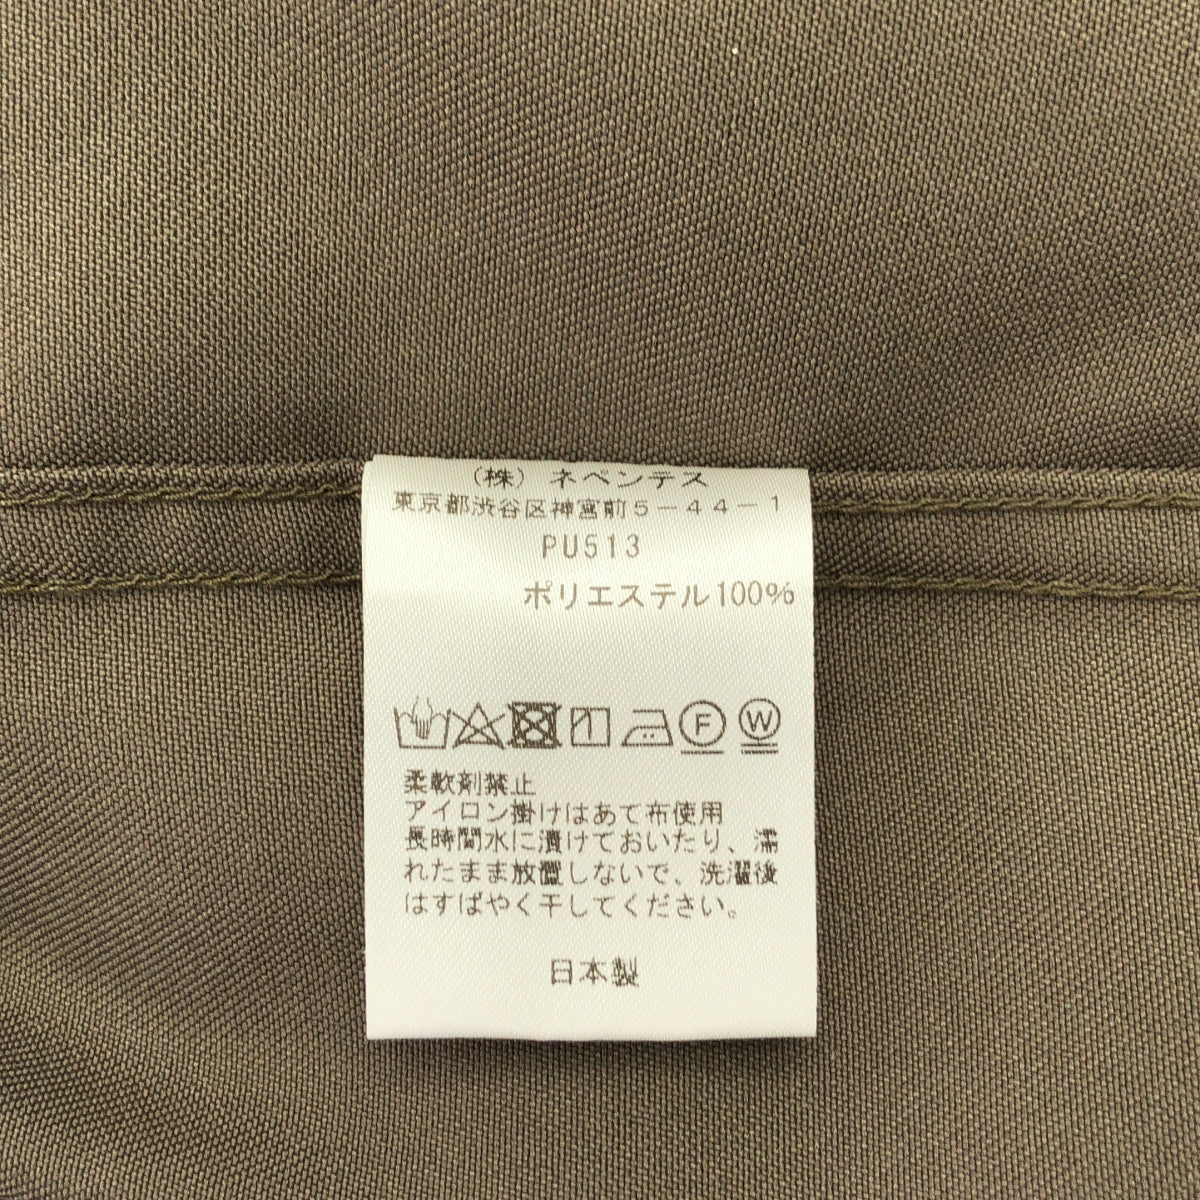 (株)ネペンテス
東京都渋谷区神宮前5-44-1
PU513
ポリエステル100%
F W
柔軟剤禁止
アイロン掛けはあて布使用
長時間水に漬けておいたり、濡
れたまま放置しないで、洗濯後
はすばやく干してください。
日本製